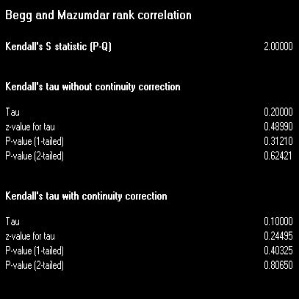 Begg and Mazumdar rank correlation
Kendall's S statistic (P-Q) 2.00000
Kendall's tau without continuity correction
Tau 0.20000
z-value for tau 0.48990
P-value (1-tailed) 0.31210
P-value (2-tailed) 0.62421
Kendall's tau with continuity correction
Tau 0.10000
z-value for tau 0.24495
P-value (1-tailed) 0.40325
P-value (2-tailed) 0.80650